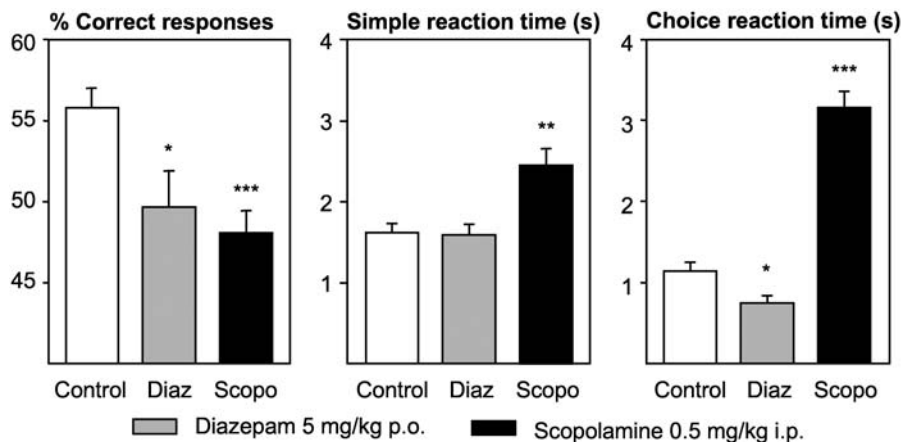 % Correct responses
Simple reaction time (s)
Choice reaction time (s)
60
55
50
45
*
***
Control Diaz Scopo
4
3
2
1
**
Control Diaz Scopo
4
3
2
1
*
***
Control Diaz Scopo
Diazepam 5 mg/kg p.o.
Scopolamine 0.5 mg/kg i.p.